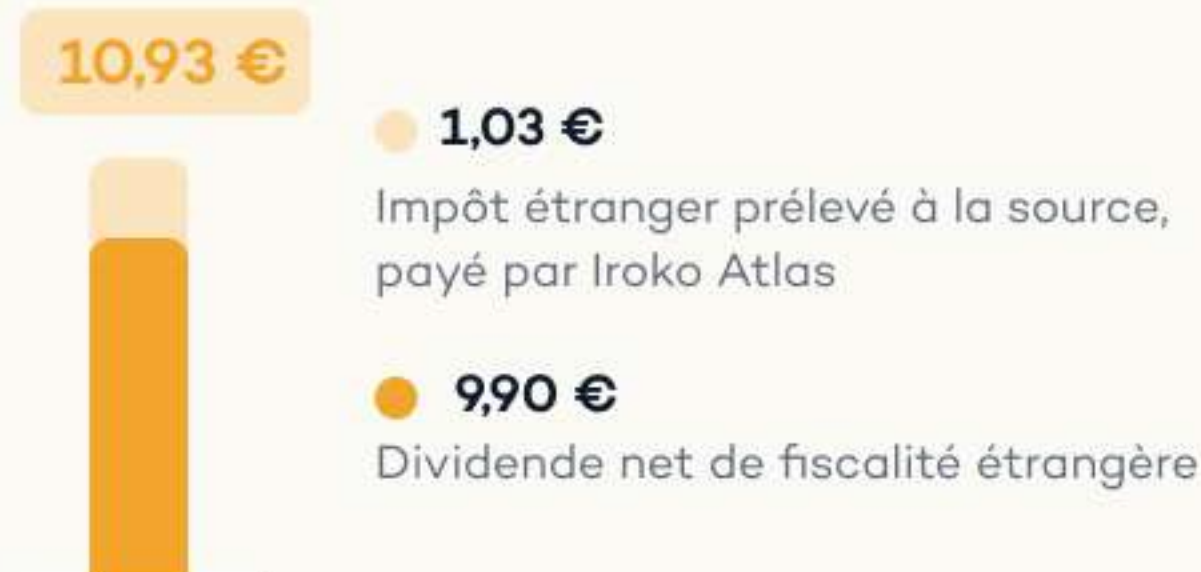 10,93 €
1,03 €
Impôt étranger prélevé à la source,
payé par Iroko Atlas
9,90 €
Dividende net de fiscalité étrangère